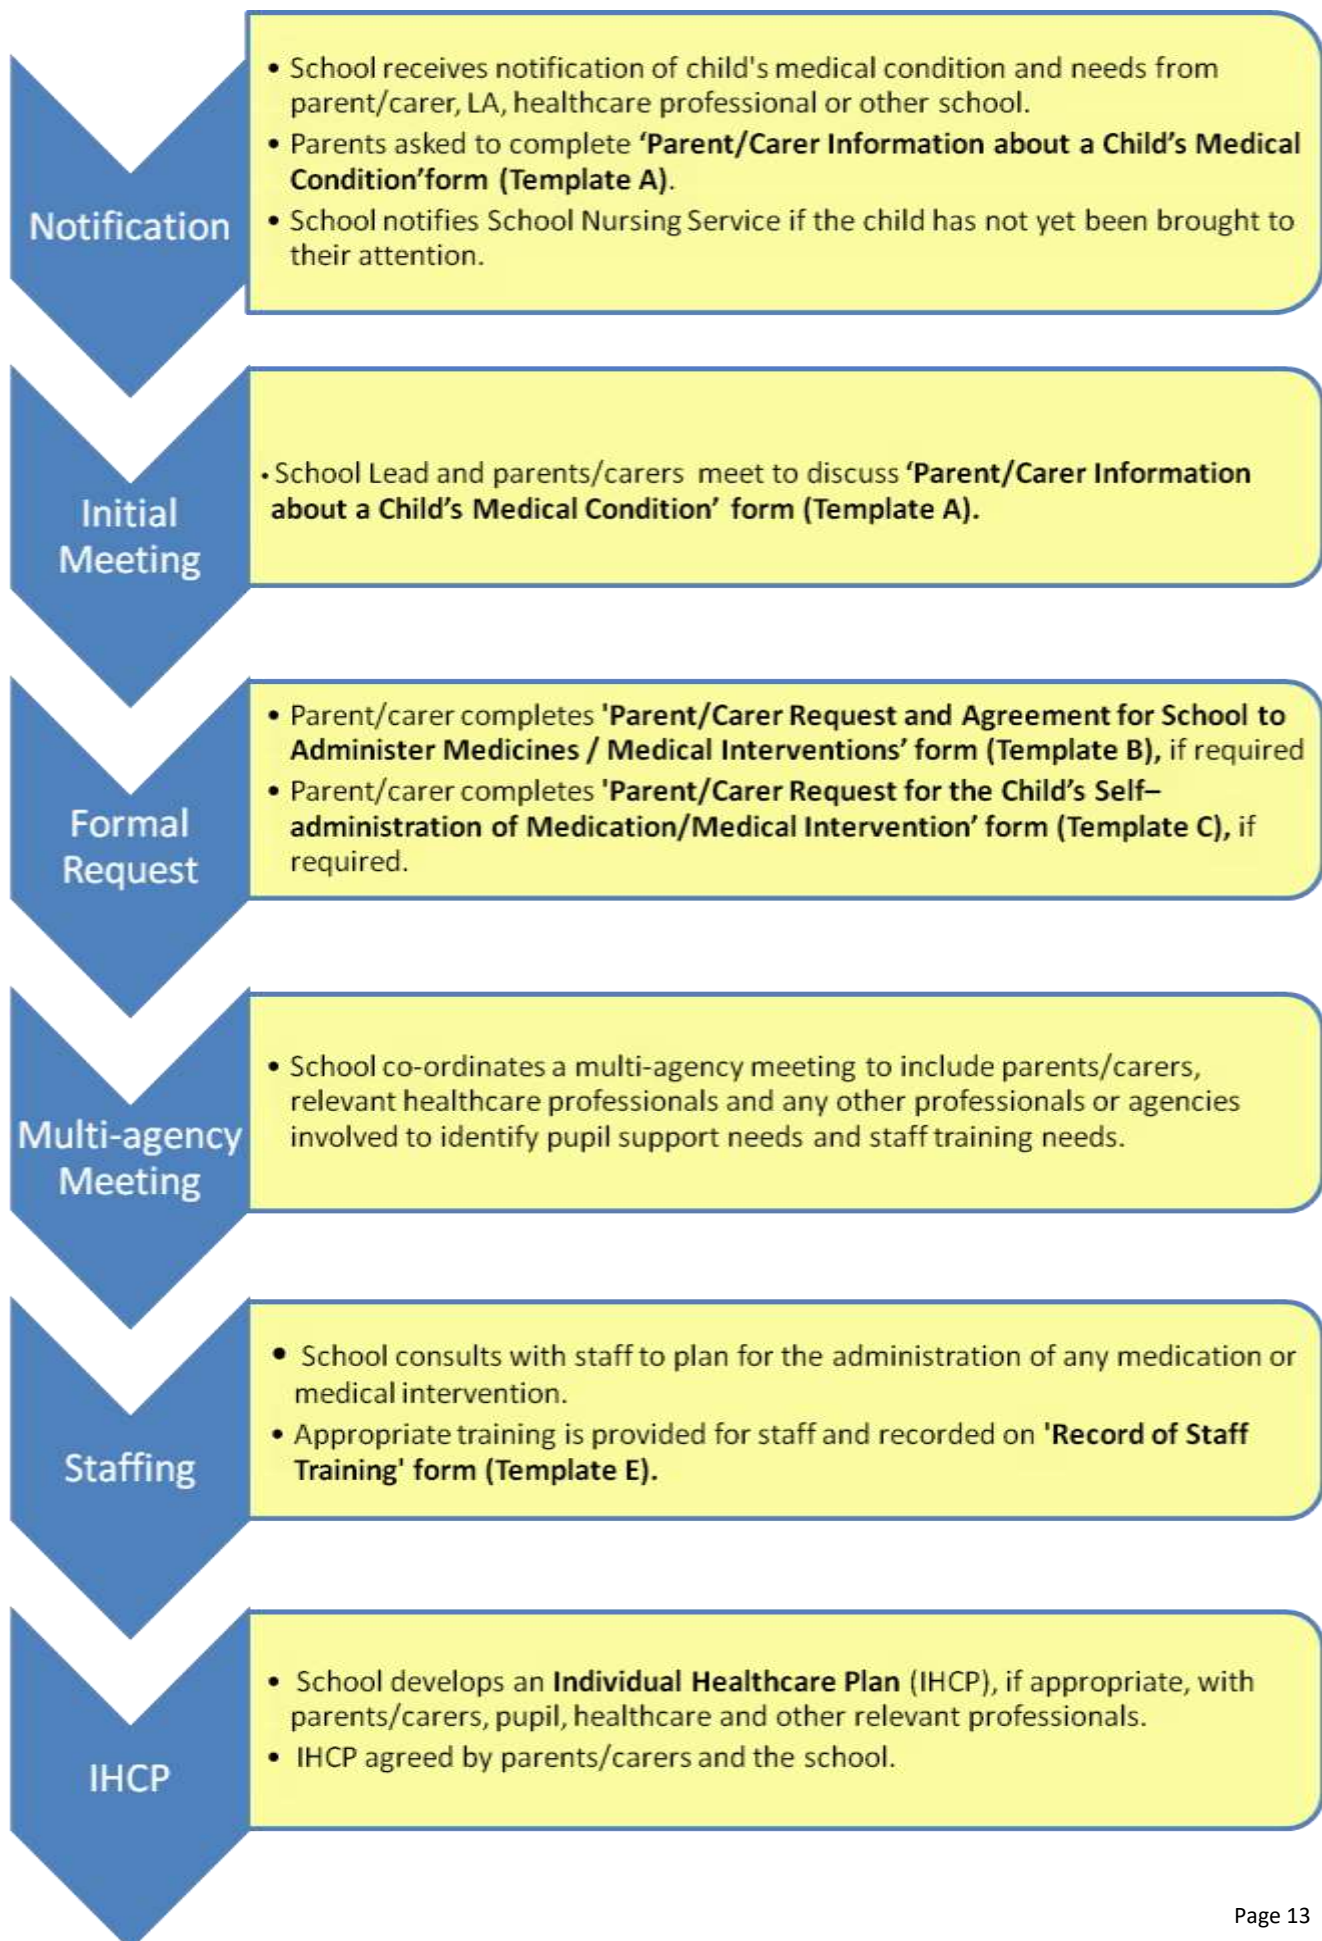 Notification
• School receives notification of child's medical condition and needs from
parent/carer, LA, healthcare professional or other school.
• Parents asked to complete ‘Parent/Carer Information about a Child’s Medical
Condition’form (Template A).
• School notifies School Nursing Service if the child has not yet been brought to
their attention.
Initial
Meeting
• School Lead and parents/carers meet to discuss ‘Parent/Carer Information
about a Child’s Medical Condition’ form (Template A).
Formal
Request
• Parent/carer completes 'Parent/Carer Request and Agreement for School to
Administer Medicines / Medical Interventions’ form (Template B), if required
• Parent/carer completes 'Parent/Carer Request for the Child’s Self–
administration of Medication/Medical Intervention’ form (Template C), if
required.
Multi-agency
Meeting
• School co-ordinates a multi-agency meeting to include parents/carers,
relevant healthcare professionals and any other professionals or agencies
involved to identify pupil support needs and staff training needs.
Staffing
• School consults with staff to plan for the administration of any medication or
medical intervention.
• Appropriate training is provided for staff and recorded on 'Record of Staff
Training' form (Template E).
IHCP
• School develops an Individual Healthcare Plan (IHCP), if appropriate, with
parents/carers, pupil, healthcare and other relevant professionals.
• IHCP agreed by parents/carers and the school.
Page 13